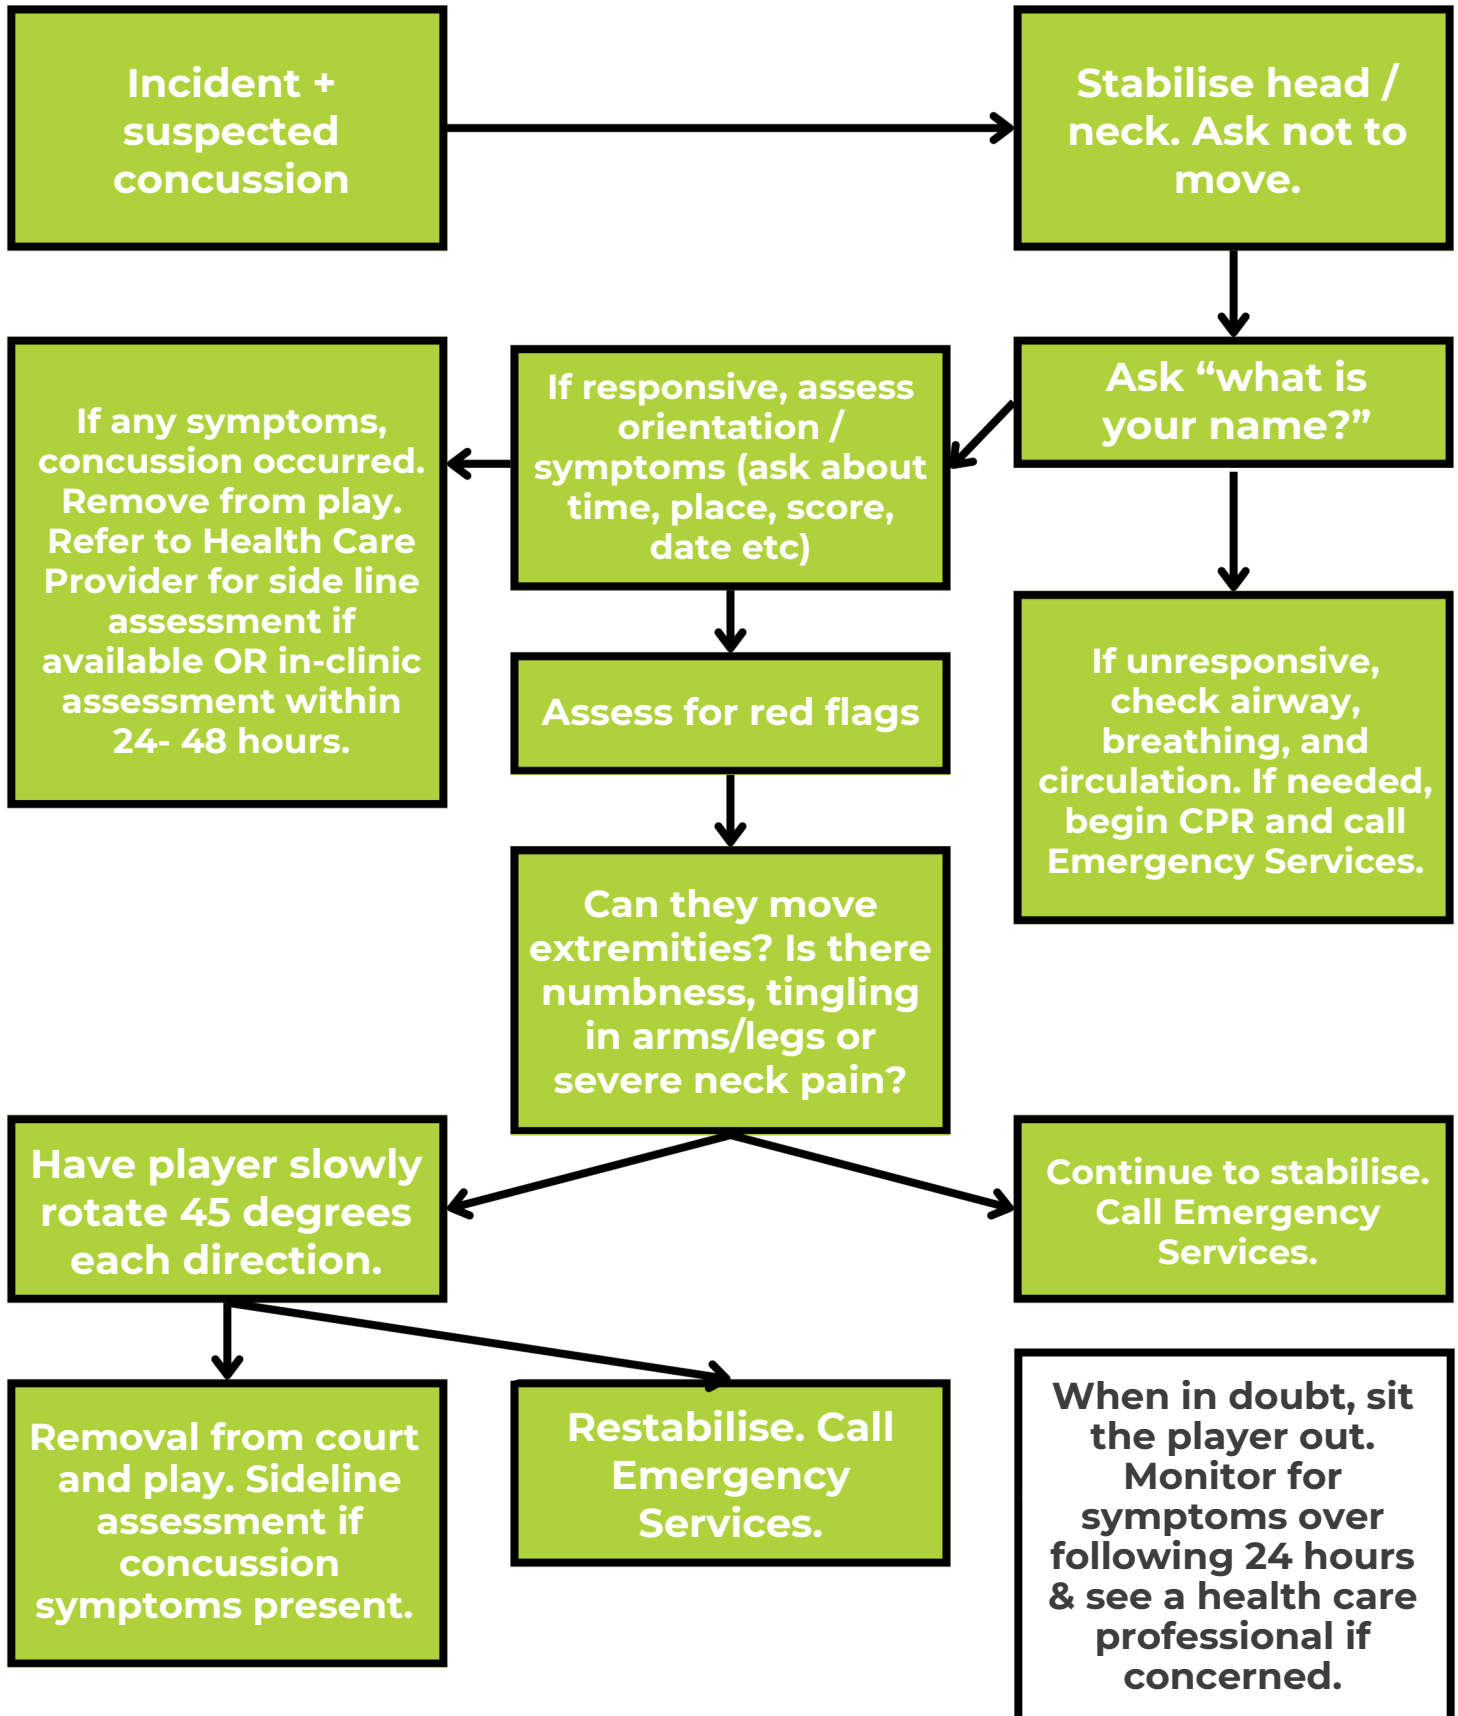 Incident +
suspected
concussion
Stabilise head /
neck. Ask not to
move.
Ask “what is
your name?”
If responsive, assess
orientation /
symptoms (ask about
time, place, score,
date etc)
If any symptoms,
concussion occurred.
Remove from play.
Refer to Health Care
Provider for side line
assessment if
available OR in-clinic
assessment within
24- 48 hours.
If unresponsive,
check airway,
breathing, and
circulation. If needed,
begin CPR and call
Emergency Services.
Assess for red flags
Can they move
extremities? Is there
numbness, tingling
in arms/legs or
severe neck pain?
Have player slowly
rotate 45 degrees
each direction.
Continue to stabilise.
Call Emergency
Services.
Removal from court
and play. Sideline
assessment if
concussion
symptoms present.
Restabilise. Call
Emergency
Services.
When in doubt, sit
the player out.
Monitor for
symptoms over
following 24 hours
& see a health care
professional if
concerned.